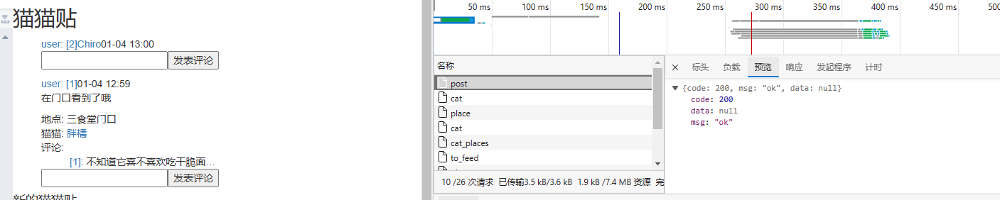 猫猫贴
user: [2]Chiro01-04 13:00
发表评论
user: [1]01-04 12:59
在门口看到了哦
地点: 三食堂门口
猫猫: 胖橘
评论:
[1]: 不知道它喜不喜欢吃干脆面...
发表评论
新的猫猫贴
50 ms
100 ms
150 ms
200 ms
250 ms
300 ms
350 ms
400 ms
450 ms
名称
post
cat
place
cat
cat_places
to_feed
10 /26 次请求 已传输3.5 kB/3.6 kB 1.9 kB /7.4 MB 资源 完
标头
负载
预览
响应
发起程序
计时
{code: 200, msg: "ok", data: null}
code: 200
data: null
msg: "ok"